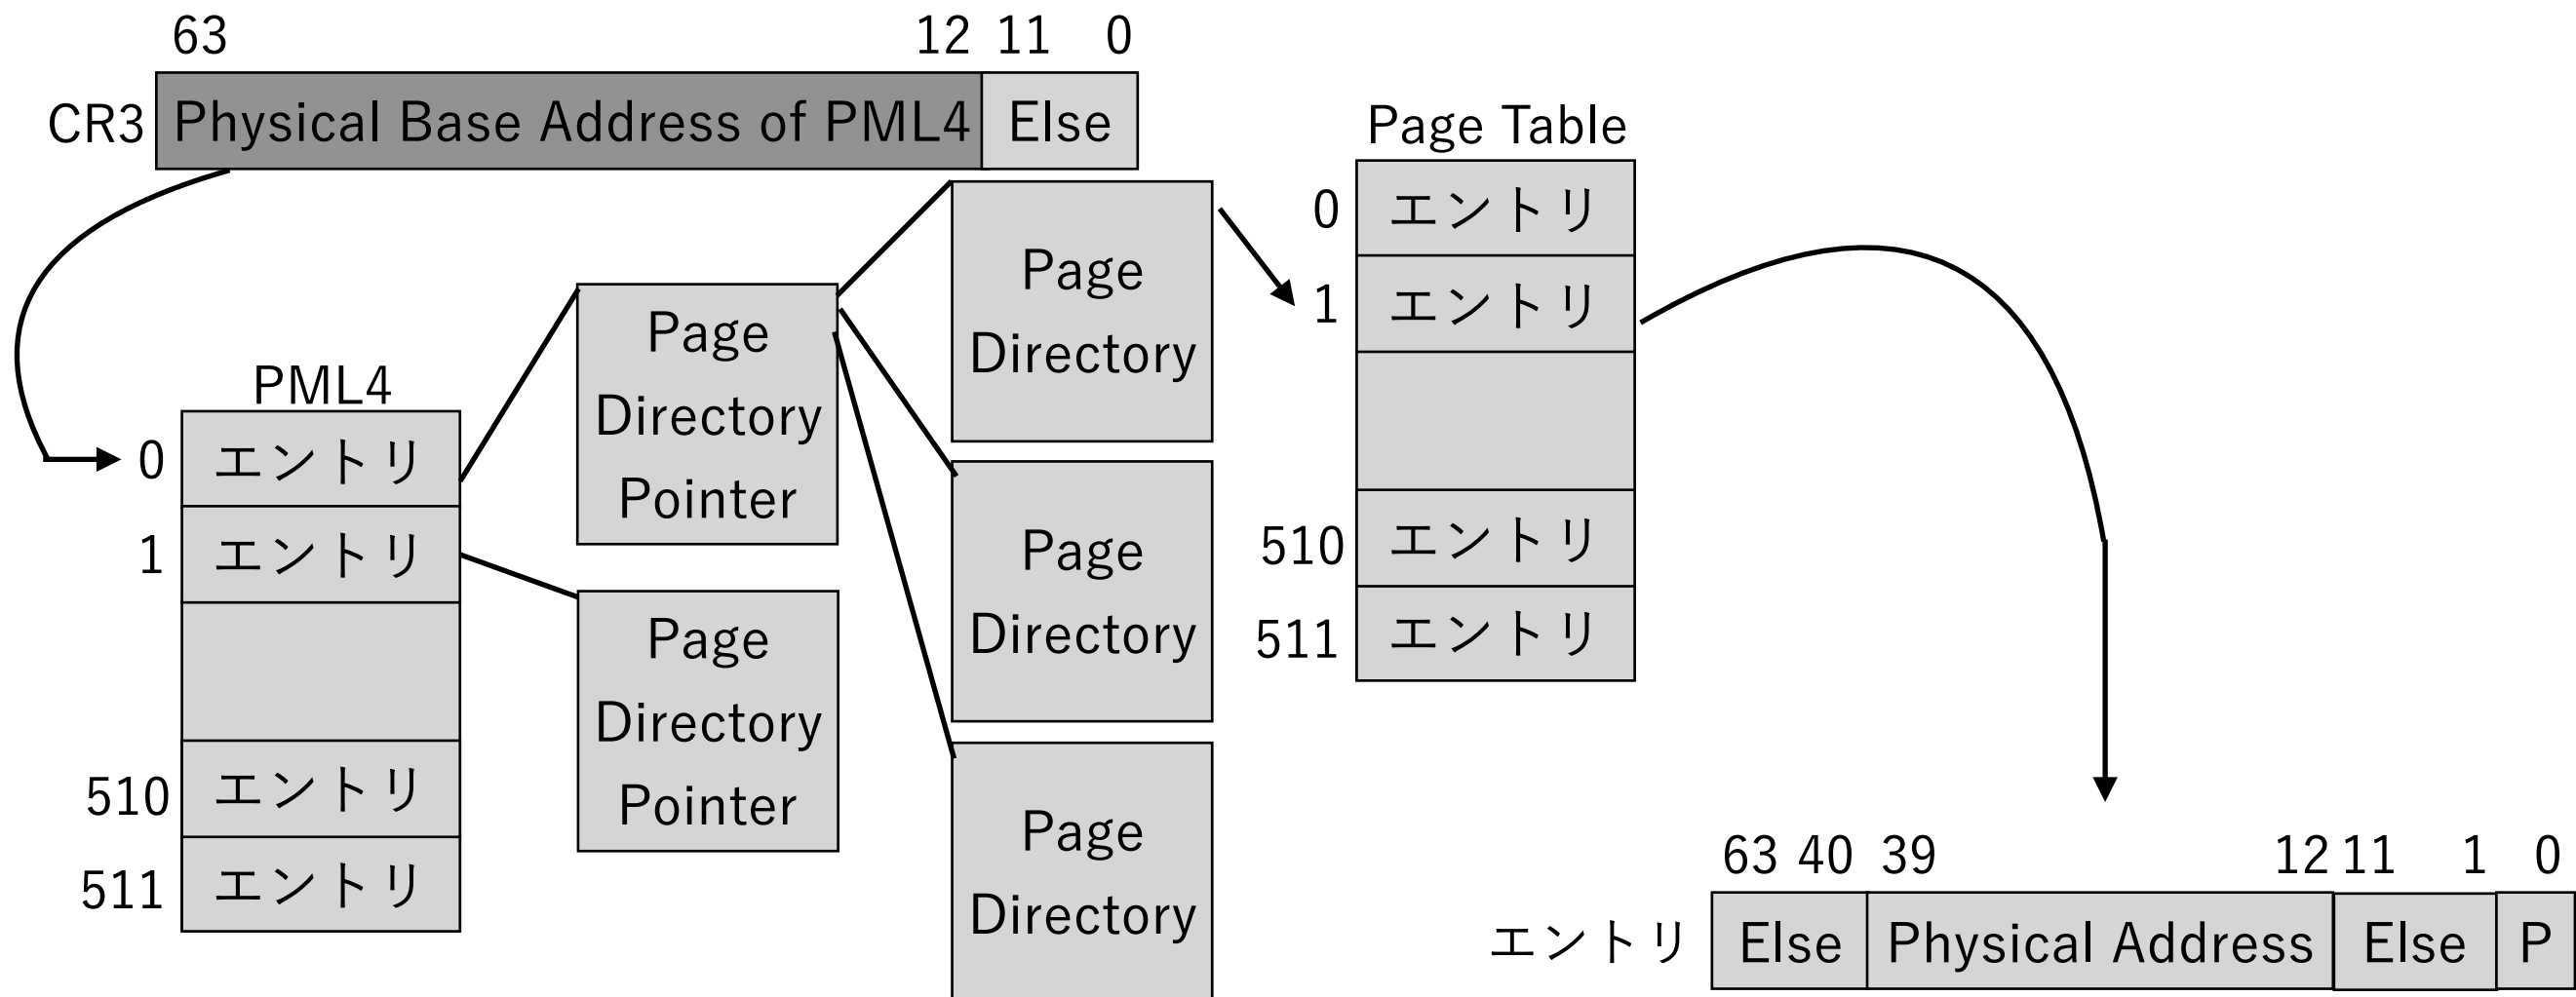 63 12 11 0
CR3 Physical Base Address of PML4 Else
PML4
0 エントリ
1 エントリ
510 エントリ
511 エントリ
Page
Directory
Pointer
Page
Directory
Pointer
Page
Directory
Page
Directory
Page
Directory
Page Table
0 エントリ
1 エントリ
510 エントリ
511 エントリ
63 40 39 12 11 1 0
エントリ Else Physical Address Else P